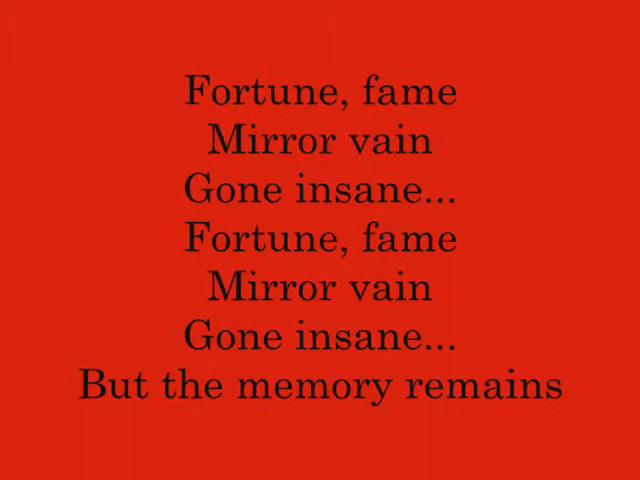 Fortune, fame
Mirror vain
Gone insane...
Fortune, fame
Mirror vain
Gone insane...
But the memory remains